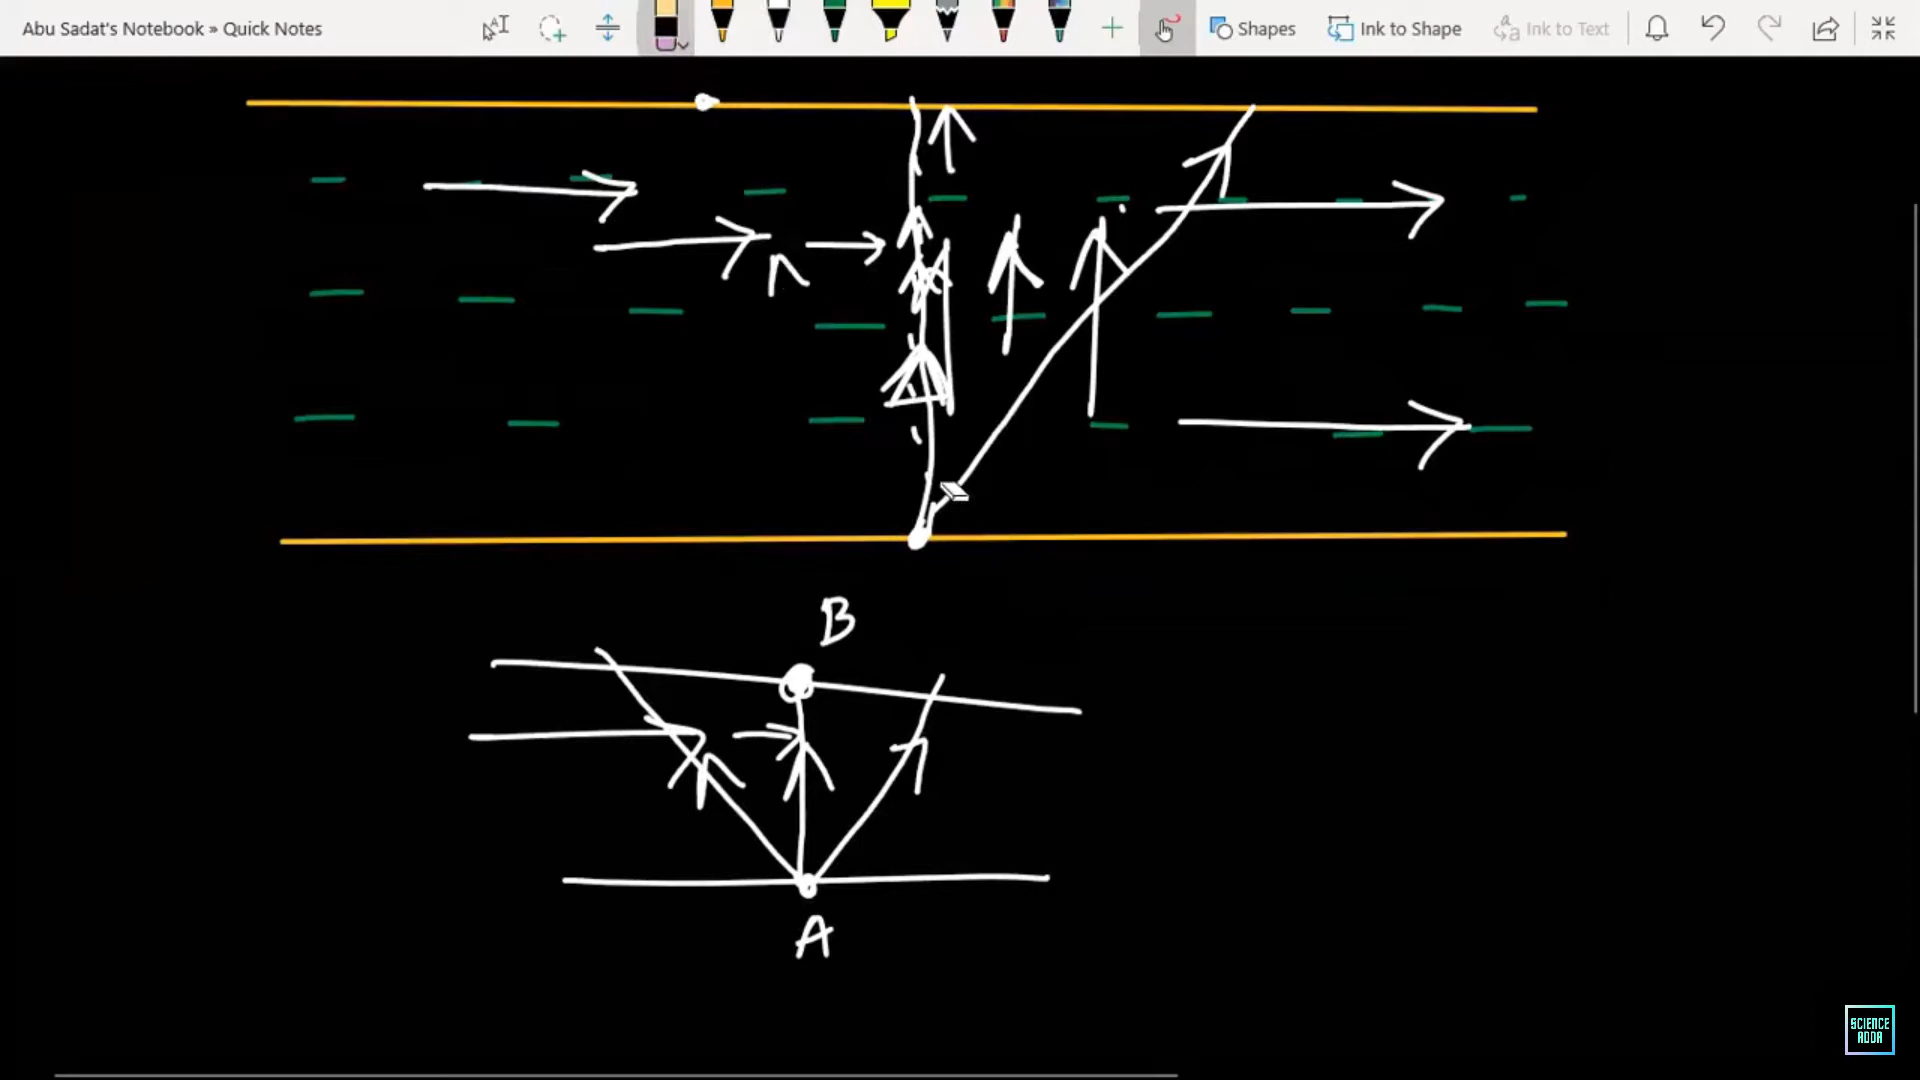 Abu Sadat's Notebook » Quick Notes
Shapes
Ink to Shape
Ink to Text
B
A
SCIENCE
ADDA